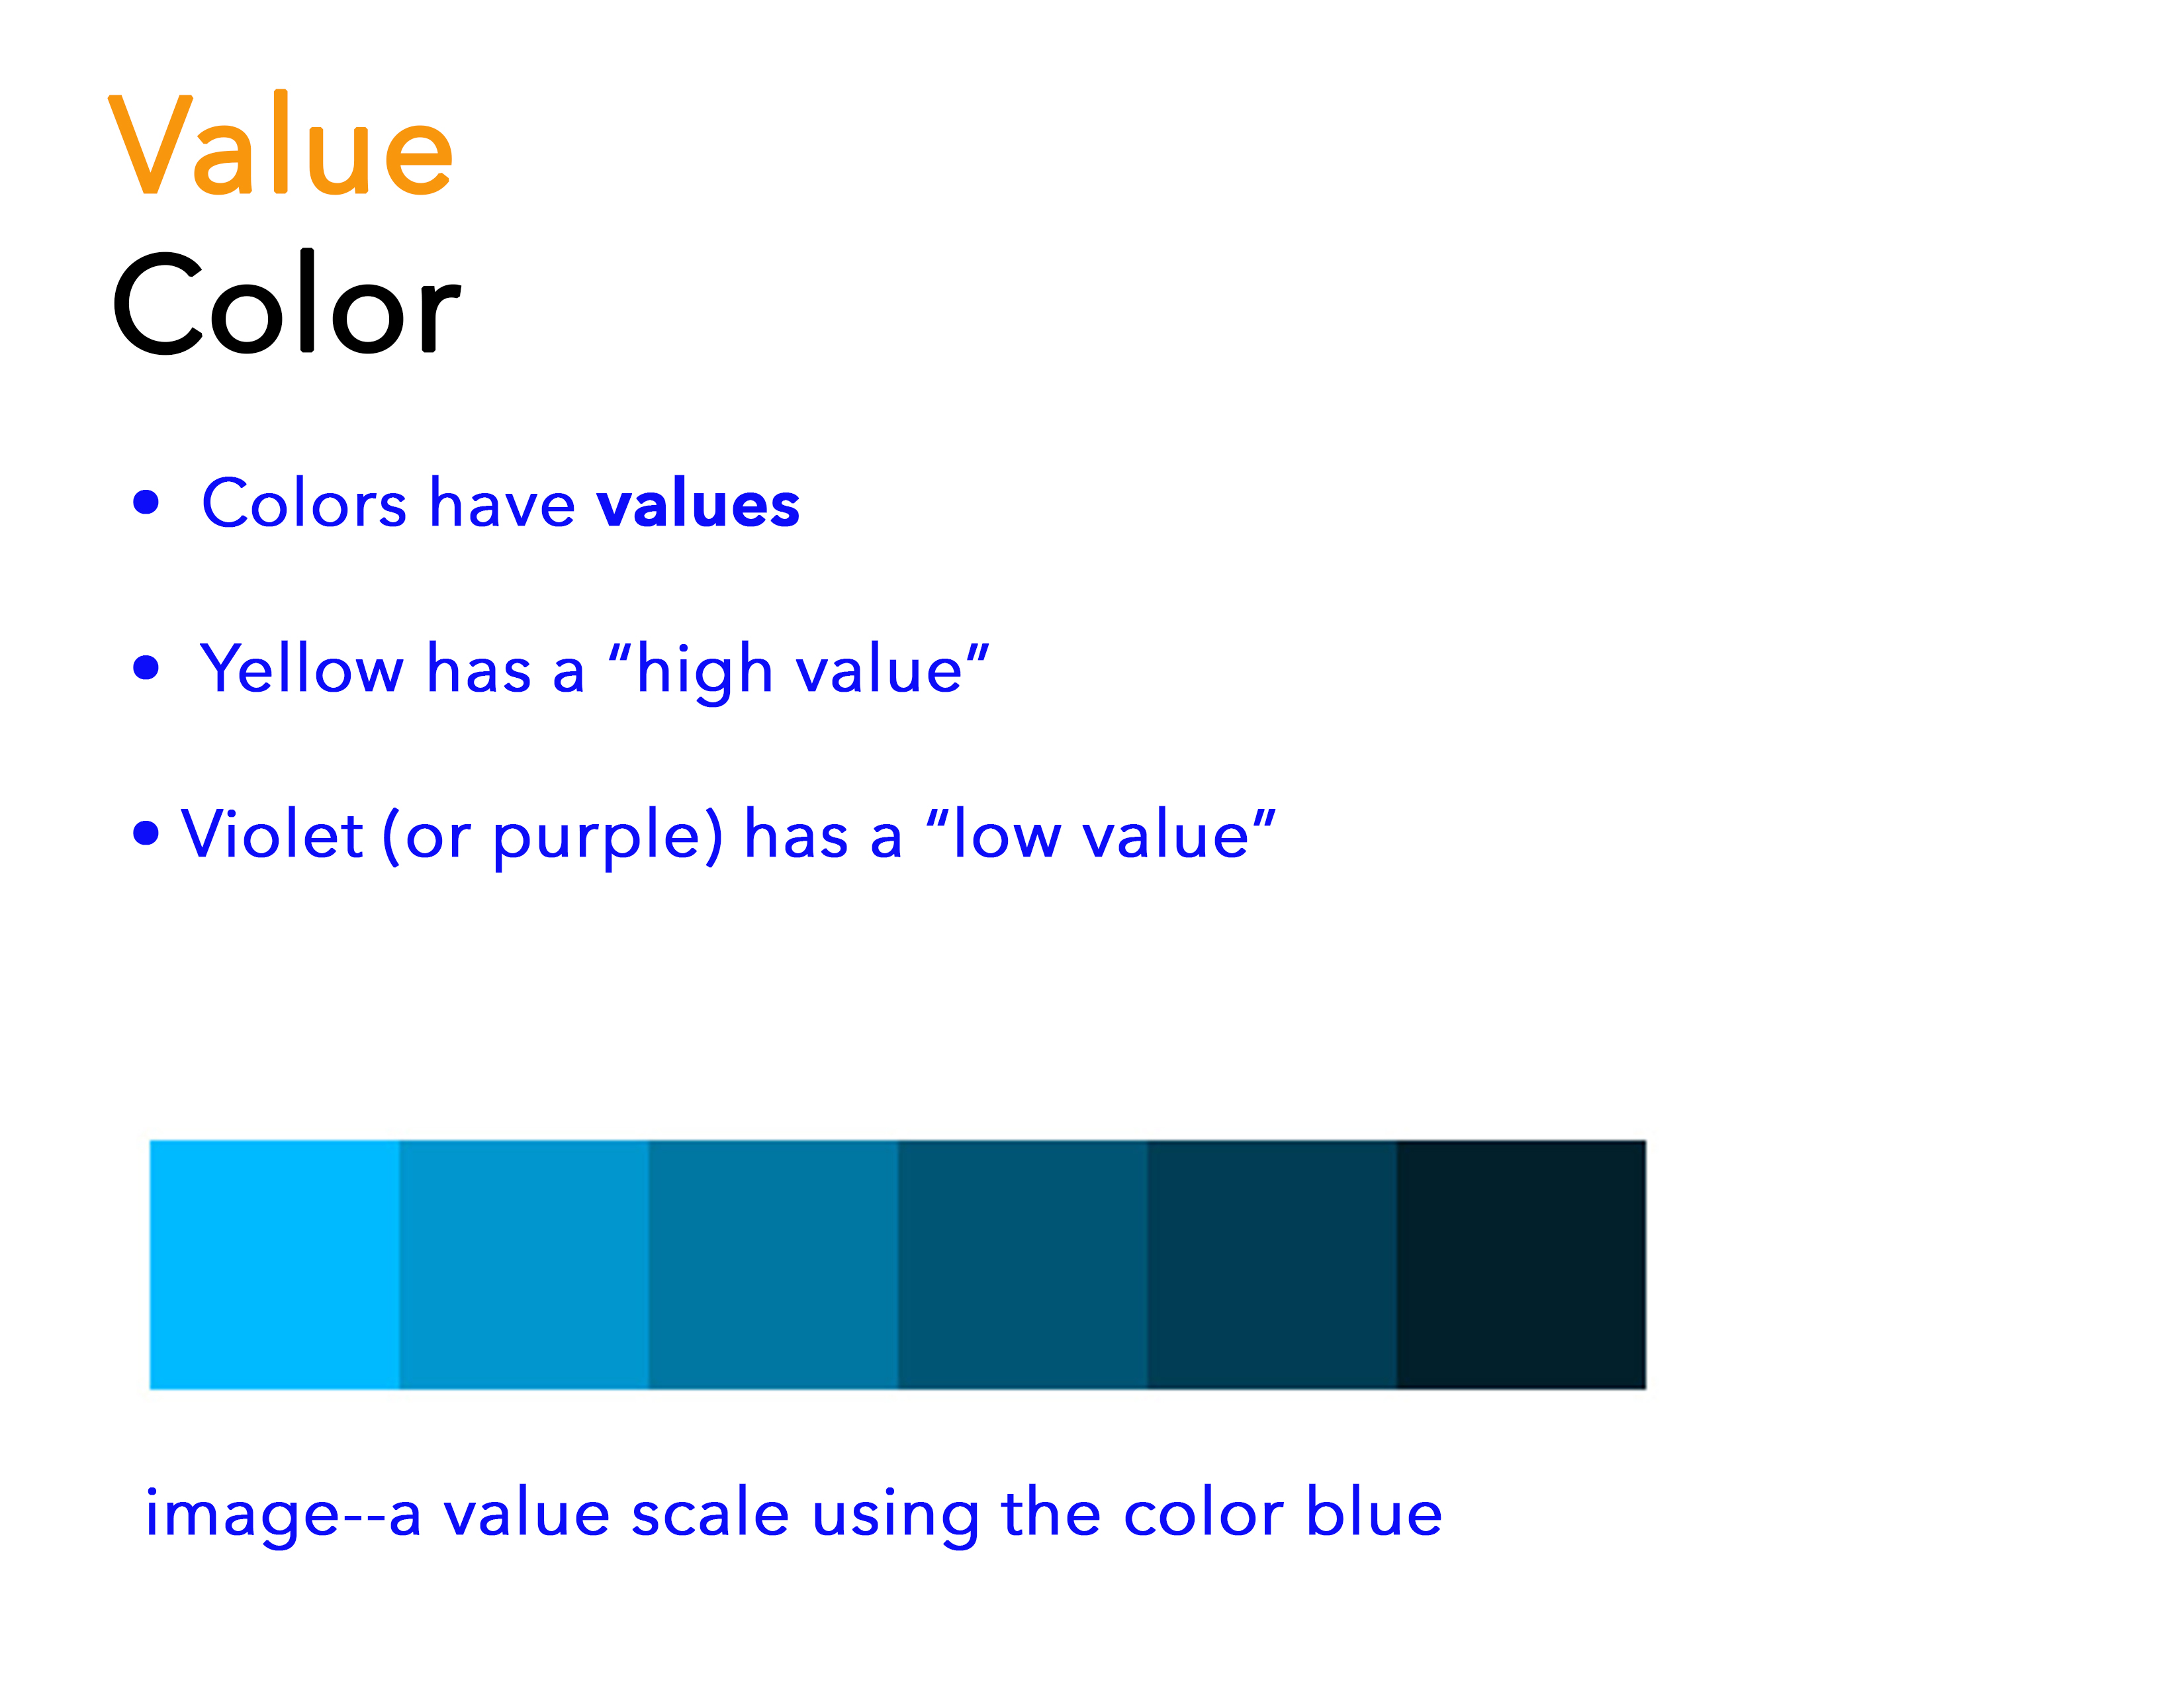 Value
Color
• Colors have values
• Yellow has a “high value”
• Violet (or purple) has a “low value”
image--a value scale using the color blue